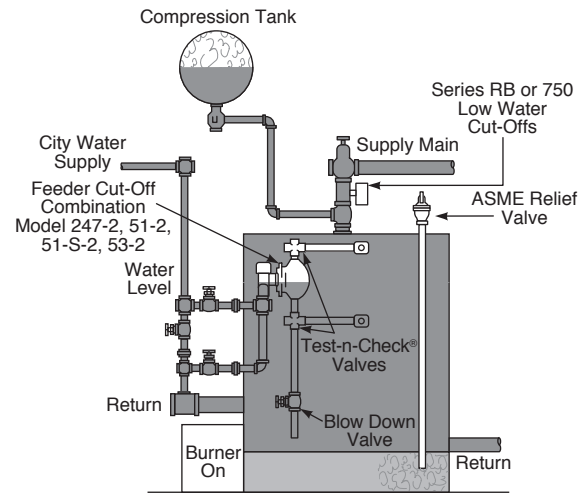 Compression Tank
Series RB or 750
Low Water
Cut-Offs
City Water
Supply
Supply Main
Feeder Cut-Off
Combination
Model 247-2, 51-2,
51-S-2, 53-2
ASME Relief
Valve
Water
Level
Test-n-Check®
Valves
Return
Blow Down
Valve
Burner
On
Return